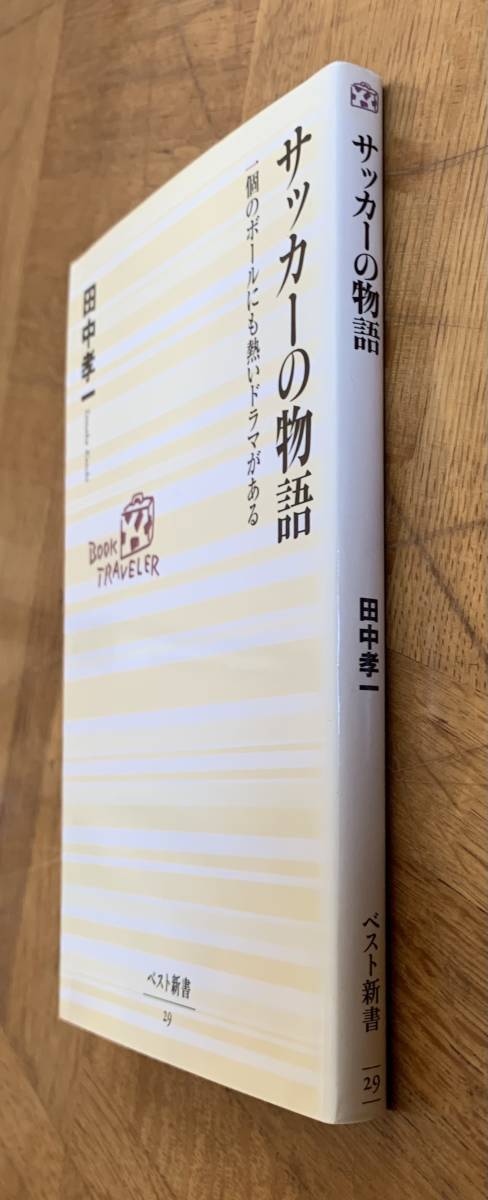 サッカーの物語
一個のボールにも熱いドラマがある
田中孝一
BOOK
TRAVELER
ベスト新書
29
サッカーの物語
田中孝一
ベスト新書
29